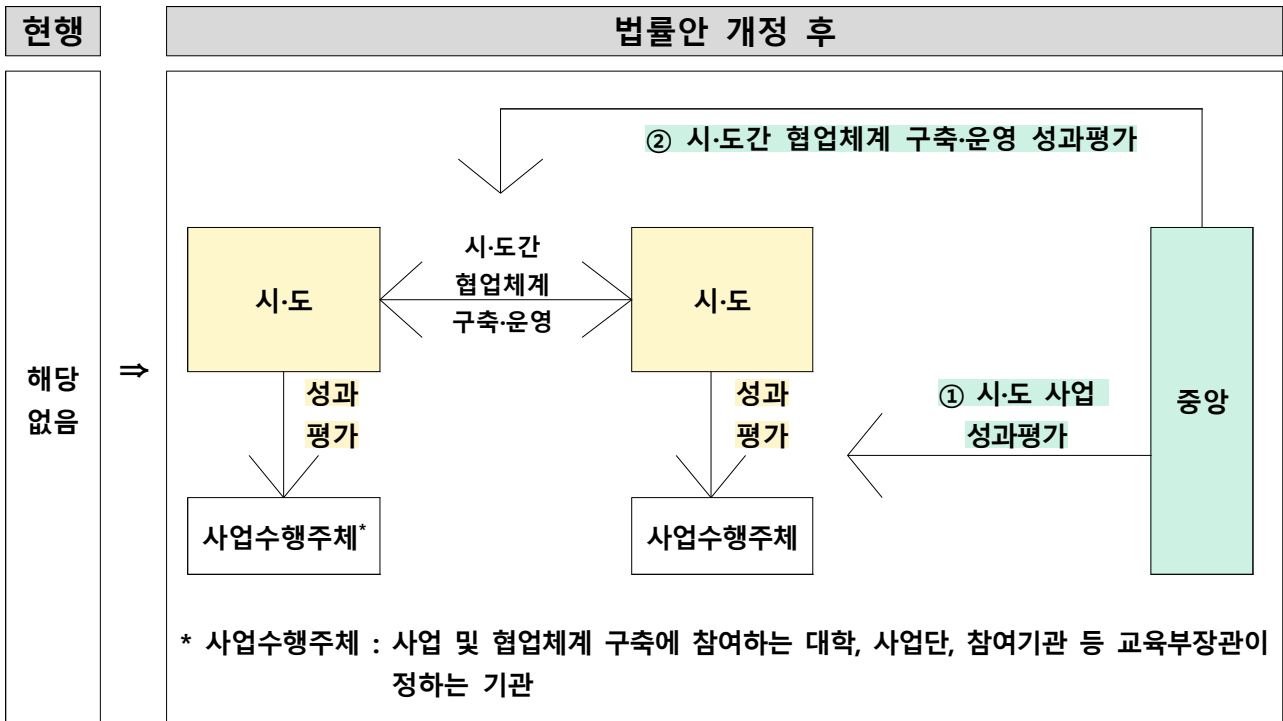 현행
법률안 개정 후
② 시·도간 협업체계 구축·운영 성과평가
시·도
시·도간
협업체계
구축·운영
시·도
해당
없음
⇒
성과
평가
성과
평가
① 시·도 사업
성과평가
중앙
사업수행주체*
사업수행주체
* 사업수행주체 : 사업 및 협업체계 구축에 참여하는 대학, 사업단, 참여기관 등 교육부장관이
정하는 기관